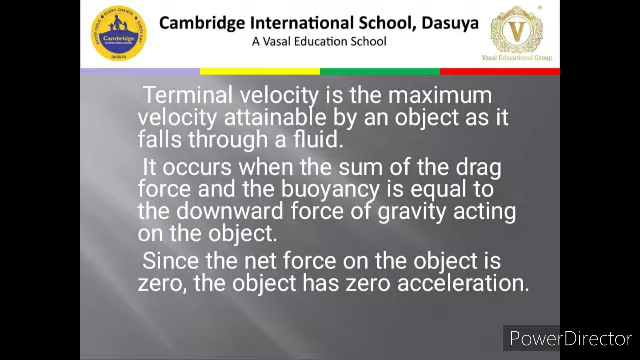 Cambridge International School, Dasuya
A Vasal Education School
Cambridge
DASUYA
V
Vasal Educational Group
Terminal velocity is the maximum
velocity attainable by an object as it
falls through a fluid.
It occurs when the sum of the drag
force and the buoyancy is equal to
the downward force of gravity acting
on the object.
Since the net force on the object is
zero, the object has zero acceleration.
PowerDirector